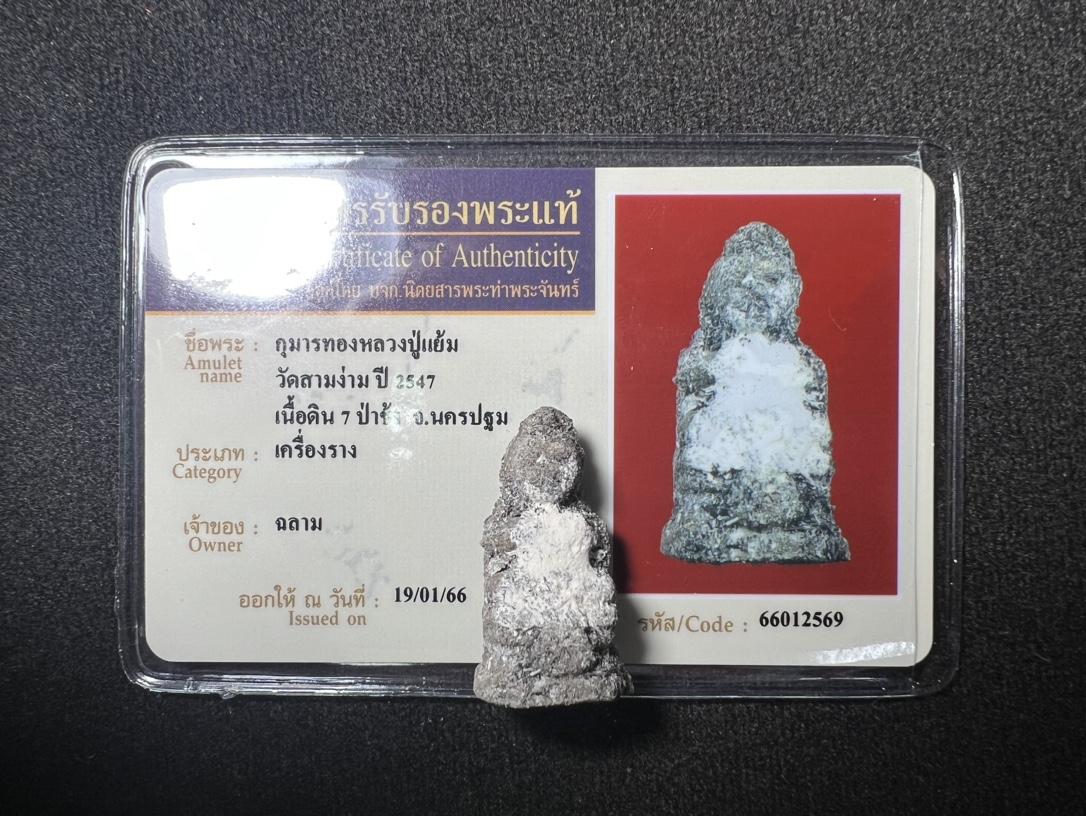 รับรองพระแท้
of Authenticity
บจก.นิตยสารพระท่าพระจันทร์
ชื่อพระ : กุมารทองหลวงปู่แย้ม
Amulet name
วัดสามง่าม ปี 2547
เนื้อดิน 7 ป่าช้า จ.นครปฐม
ประเภท : เครื่องราง
Category
เจ้าของ : ฉลาม
Owner
ออกให้ ณ วันที่ : 19/01/66
Issued on
รหัส/Code : 66012569